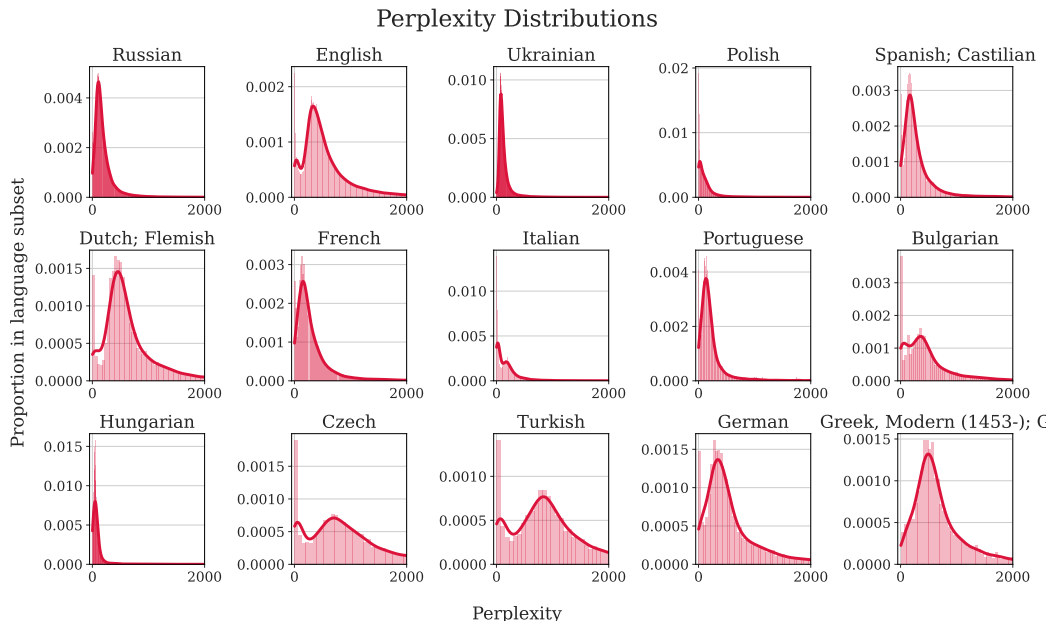 Perplexity Distributions
Russian English Ukrainian Polish Spanish; Castilian
0.004 0.002 0.010 0.02 0.003
0.002 0.001 0.005 0.01 0.002
0.001
0.000 0.000 0.000 0.00 0.000
0 2000 0 2000 0 2000 0 2000 0 2000
Dutch; Flemish French Italian Portuguese Bulgarian
0.0015 0.003 0.010 0.004 0.003
0.0010 0.002 0.005 0.002 0.002
0.0005 0.001 0.001
0.0000 0.000 0.000 0.000 0.000
0 2000 0 2000 0 2000 0 2000 0 2000
Hungarian Czech Turkish German Greek, Modern (1453-); G
0.015 0.0015 0.0010 0.0015 0.0015
0.010 0.0010 0.0005 0.0010 0.0010
0.005 0.0005 0.0005 0.0005
0.000 0.0000 0.0000 0.0000 0.0000
0 2000 0 2000 0 2000 0 2000 0 2000
Proportion in language subset
Perplexity